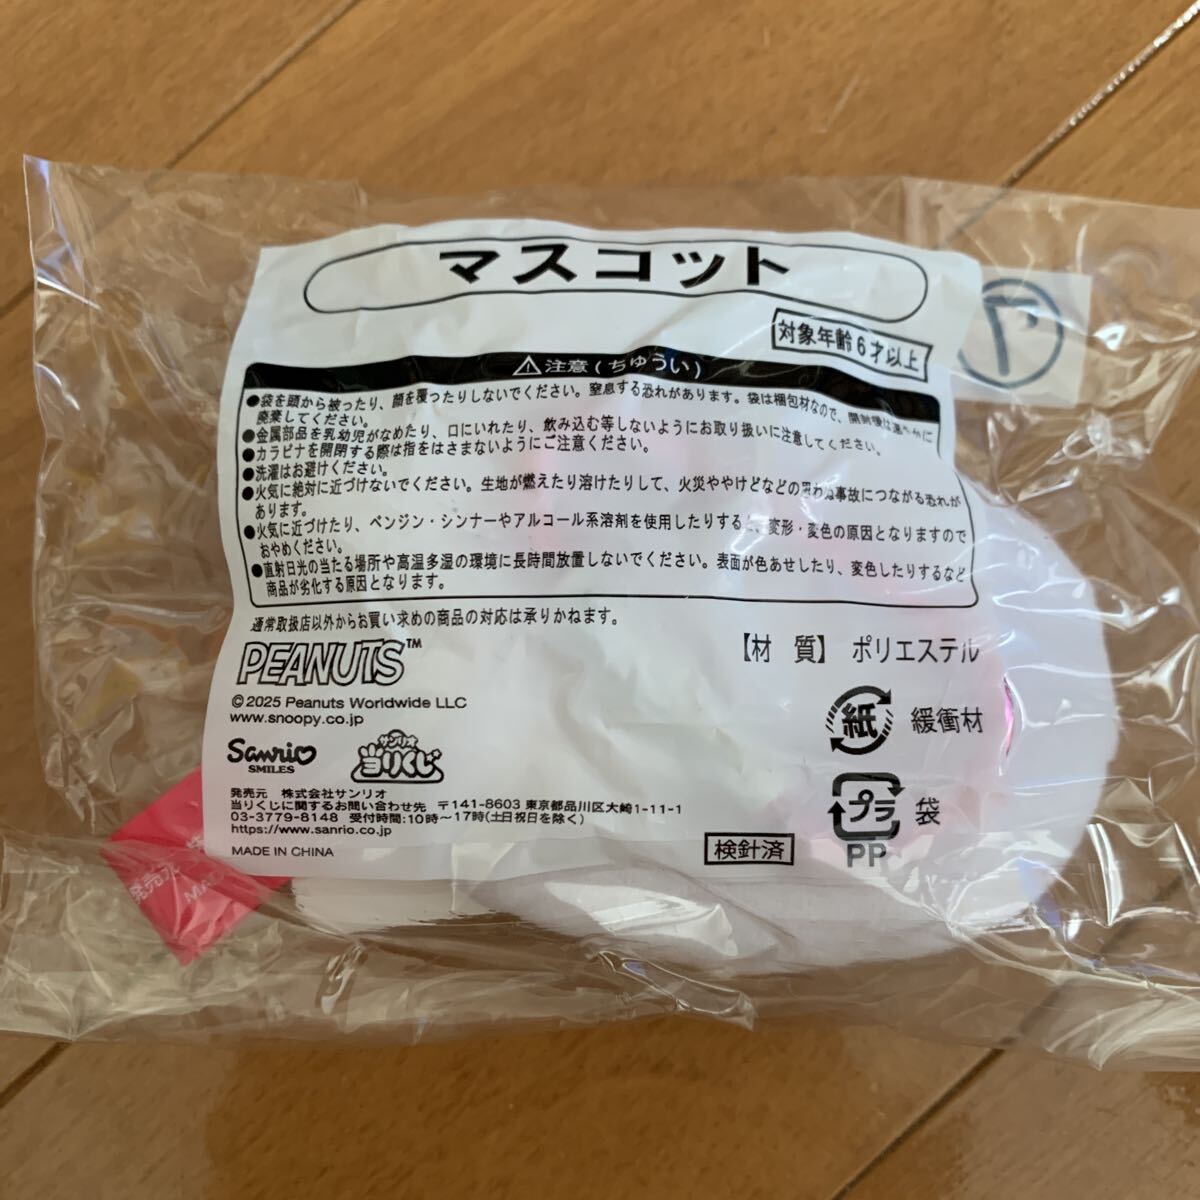 マスコット
対象年齢6才以上
7
⚠注意(ちゅうい)
●袋を頭から被ったり、顔を覆ったりしないでください。窒息する恐れがあります。袋は梱包材なので、開封後は速やかに
廃棄してください。
●金属部品を乳幼児がなめたり、口にいれたり、飲み込む等しないようにお取り扱いに注意してください。
●カラビナを開閉する際は指をはさまないようにご注意ください。
●洗濯はお避けください。
●火気に絶対に近づけないでください。生地が燃えたり溶けたりして、火災ややけどなどの思わぬ事故につながる恐れが
あります。
●火気に近づけたり、ベンジン・シンナーやアルコール系溶剤を使用したりすると、変形・変色の原因となりますので
おやめください。
●直射日光の当たる場所や高温多湿の環境に長時間放置しないでください。表面が色あせしたり、変色したりするなど
商品が劣化する原因となります。
通常取扱店以外からお買い求めの商品の対応は承りかねます。
PEANUTS™
© 2025 Peanuts Worldwide LLC
www.snoopy.co.jp
【材 質】 ポリエステル
紙 緩衝材
プラ 袋
PP
Sanrio
SMILES
サンリオ
当りくじ
発売元 株式会社サンリオ
当りくじに関するお問い合わせ先 〒141-8603 東京都品川区大崎1-11-1
03-3779-8148 受付時間:10時～17時(土日祝日を除く)
https://www.sanrio.co.jp
MADE IN CHINA
検針済
発売元
MA